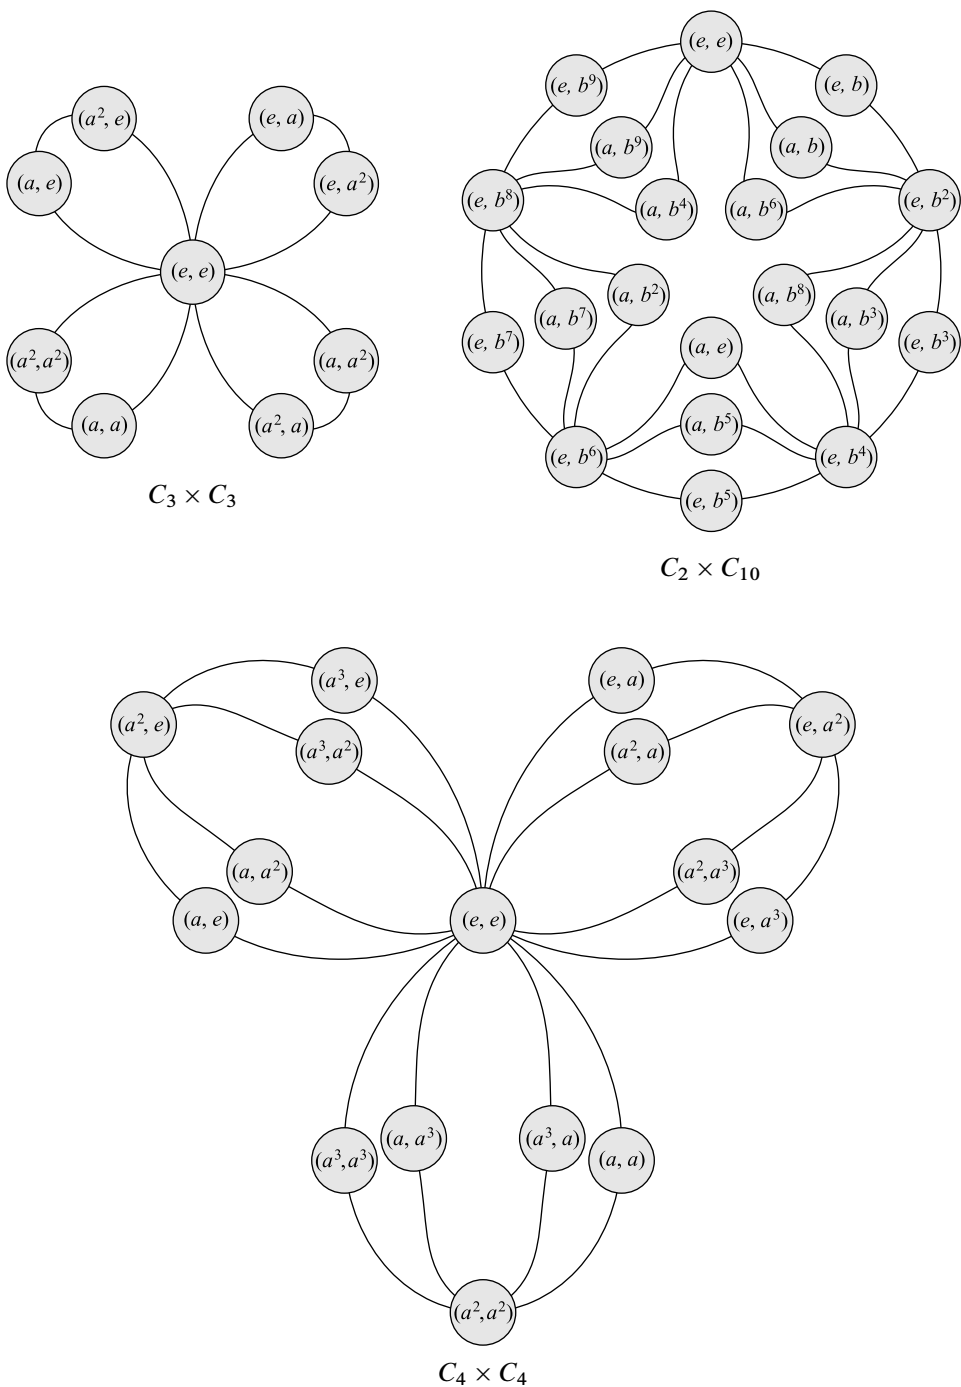 (e, e)
(e, b⁹) (e, b)
(a², e) (e, a)
(a, b⁹) (a, b)
(a, e) (e, a²)
(e, b⁸) (a, b⁴) (a, b⁶) (e, b²)
(e, e)
(a, b²) (a, b⁸)
(a, b⁷) (a, b³)
(e, b⁷) (a, e) (e, b³)
(a²,a²) (a, a²)
(a, a) (a², a)
(a, b⁵)
(e, b⁶) (e, b⁴)
(e, b⁵)
C₃ × C₃
C₂ × C₁₀
(a³, e) (e, a)
(a², e) (e, a²)
(a³,a²) (a², a)
(a, a²) (a²,a³)
(a, e) (e, e) (e, a³)
(a, a³) (a³, a)
(a³,a³) (a, a)
(a²,a²)
C₄ × C₄